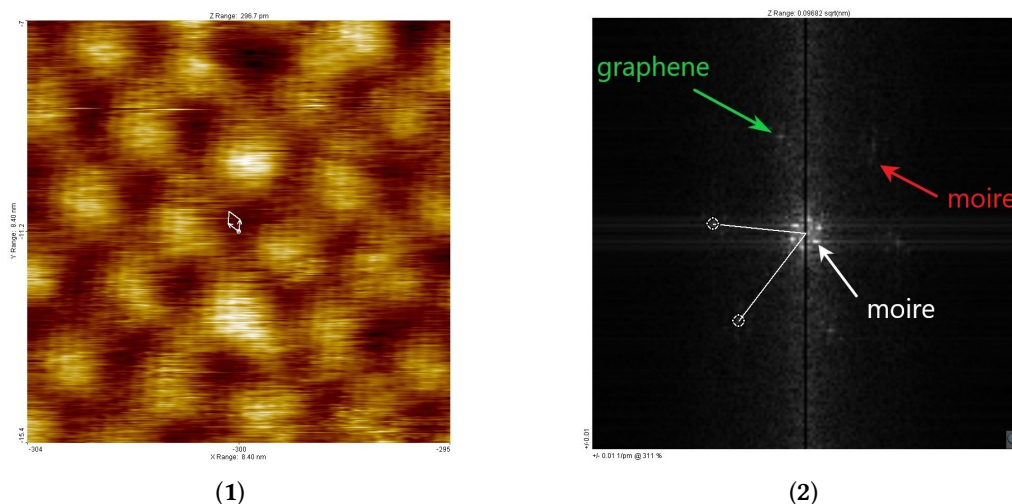 Z Range: 296.7 pm
-7
-11.2
Y Range: 8.40 nm
-15.4
-304
-300
-295
X Range: 8.40 nm
(1)
Z Range: 0.09682 sqrt(nm)
graphene
moire
moire
+/-0.01
+/- 0.01 1/pm @ 311 %
(2)